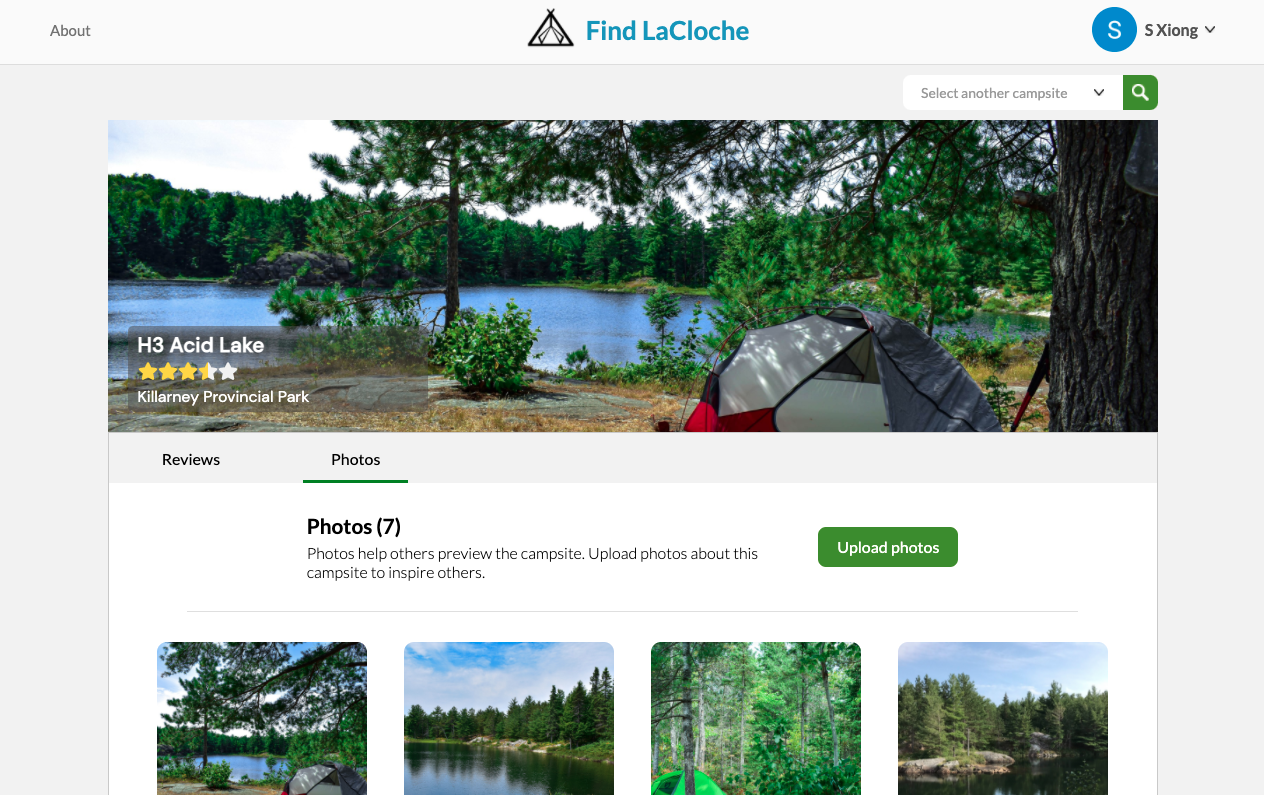 About
Find LaCloche
S
S Xiong
Select another campsite
H3 Acid Lake
Killarney Provincial Park
Reviews
Photos
Photos (7)
Photos help others preview the campsite. Upload photos about this
campsite to inspire others.
Upload photos